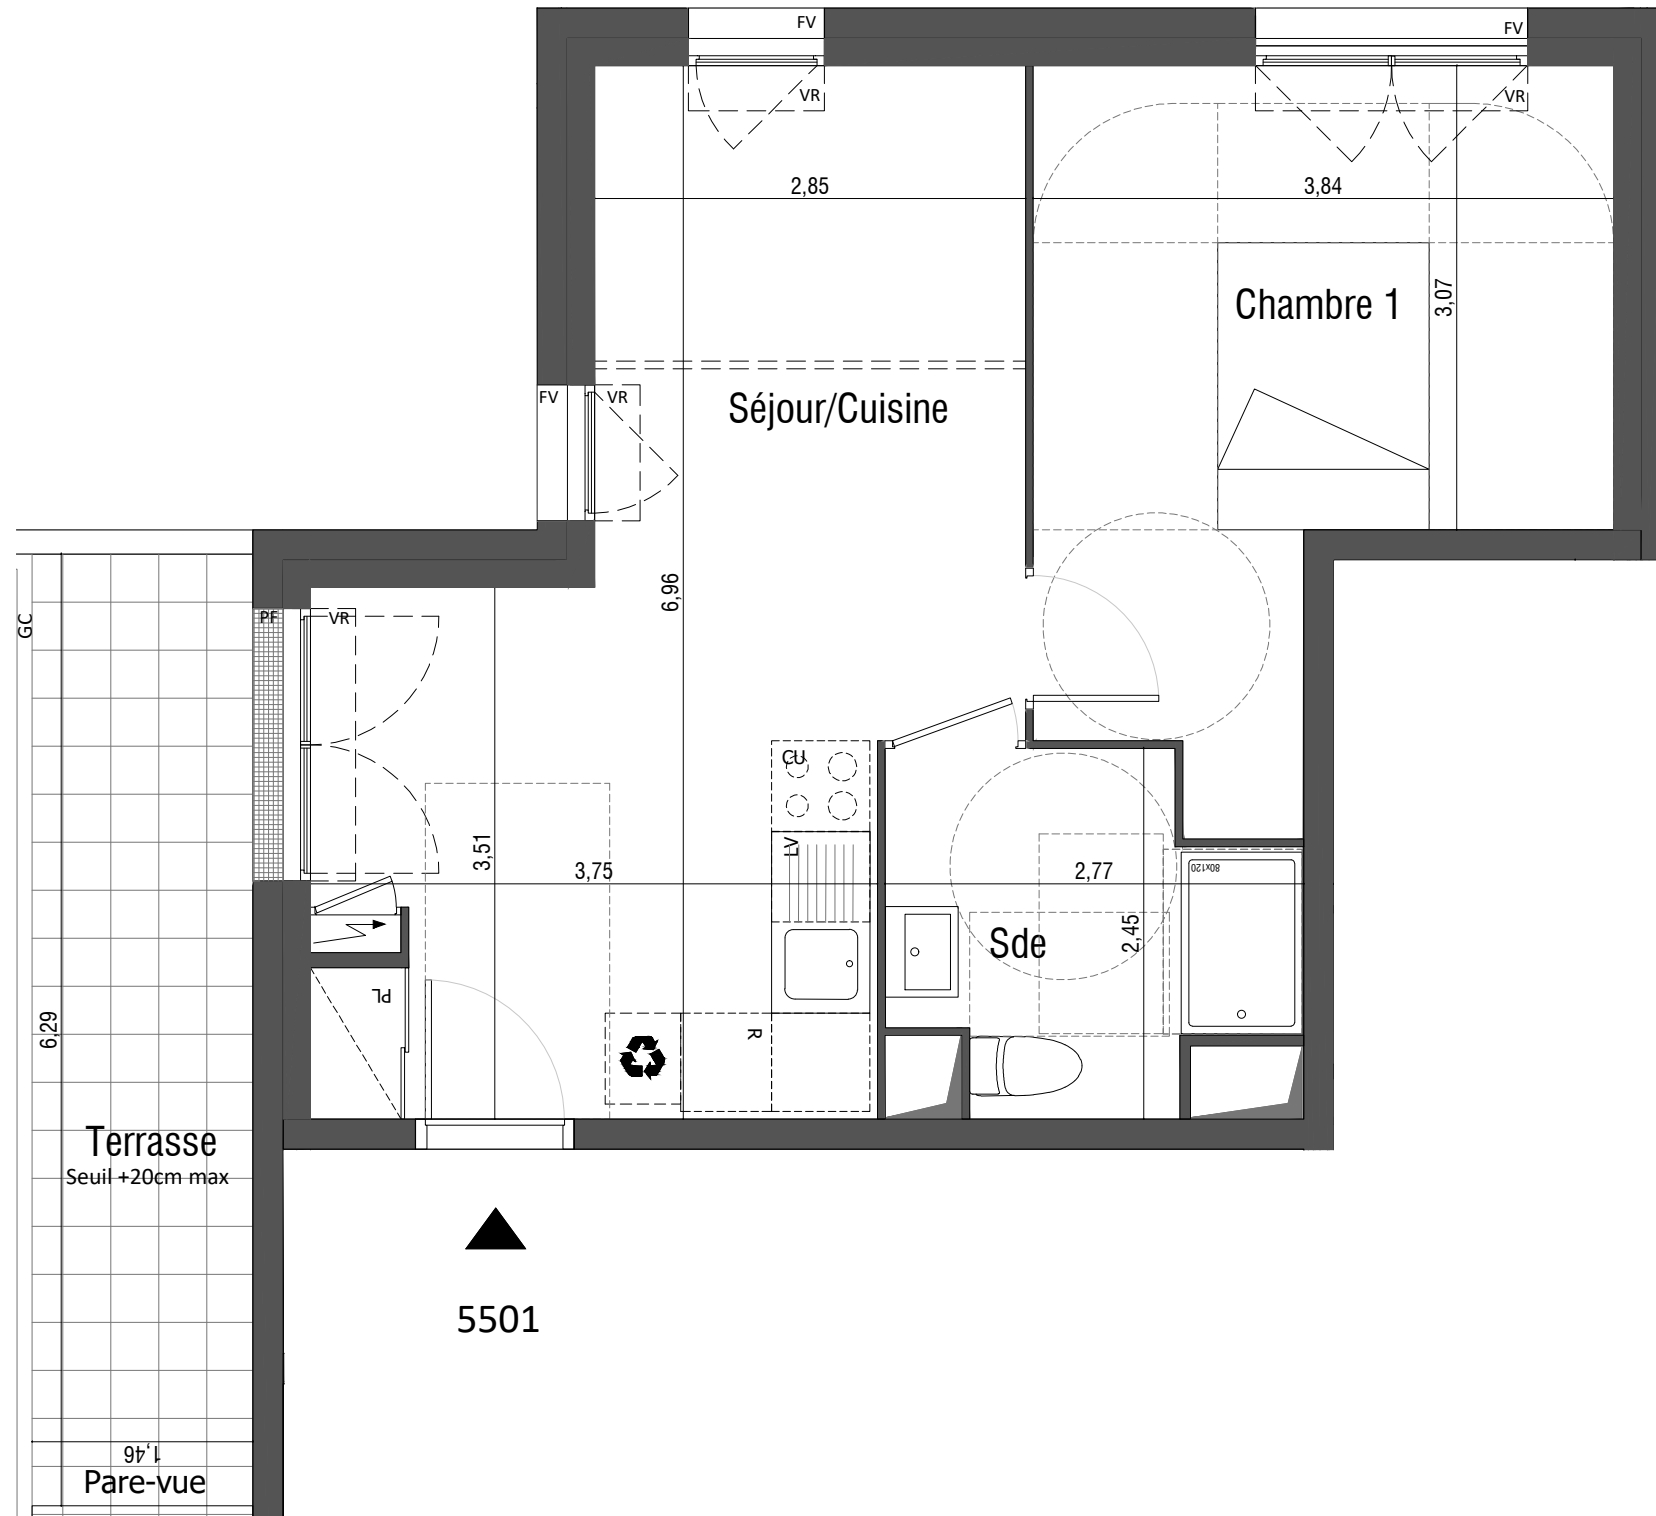 FV
FV
VR
VR
2,85
3,84
Chambre 1
3,07
FV
VR
Séjour/Cuisine
6,96
GC
PF
VR
CU
LV
3,51
3,75
2,77
80x120
2,45
Sde
PL
R
6,29
Terrasse
Seuil +20cm max
5501
1,46
Pare-vue